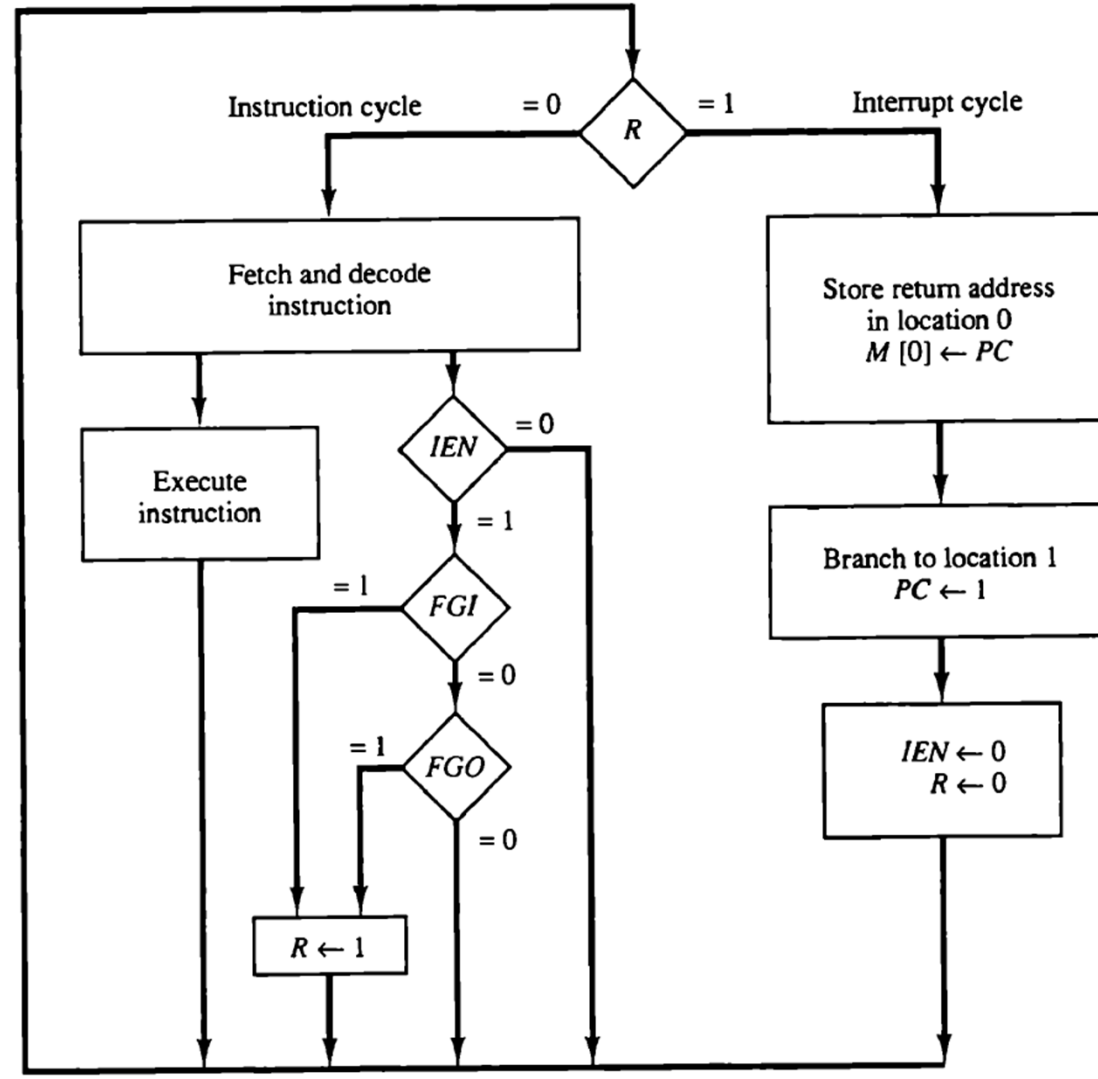 Instruction cycle
= 0
R
= 1
Interrupt cycle
Fetch and decode
instruction
Store return address
in location 0
M [0] ← PC
Execute
instruction
IEN
= 0
= 1
FGI
= 1
= 0
FGO
= 1
= 0
R ← 1
Branch to location 1
PC ← 1
IEN ← 0
R ← 0